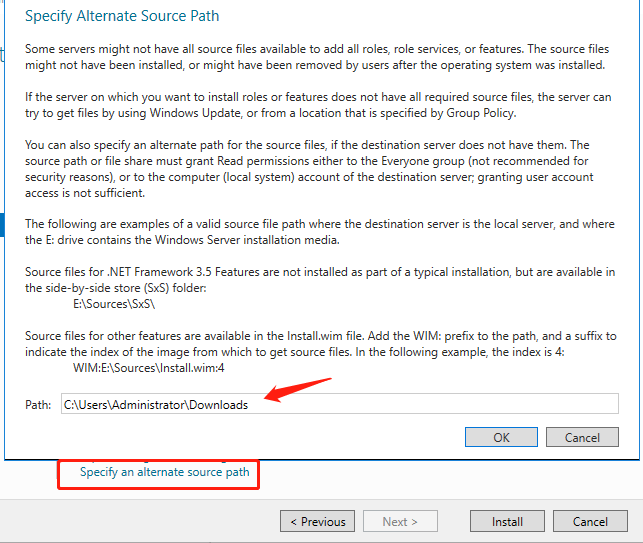 Specify Alternate Source Path
Some servers might not have all source files available to add all roles, role services, or features. The source files
might not have been installed, or might have been removed by users after the operating system was installed.
If the server on which you want to install roles or features does not have all required source files, the server can
try to get files by using Windows Update, or from a location that is specified by Group Policy.
You can also specify an alternate path for the source files, if the destination server does not have them. The
source path or file share must grant Read permissions either to the Everyone group (not recommended for
security reasons), or to the computer (local system) account of the destination server; granting user account
access is not sufficient.
The following are examples of a valid source file path where the destination server is the local server, and where
the E: drive contains the Windows Server installation media.
Source files for .NET Framework 3.5 Features are not installed as part of a typical installation, but are available in
the side-by-side store (SxS) folder:
E:\Sources\SxS\
Source files for other features are available in the Install.wim file. Add the WIM: prefix to the path, and a suffix to
indicate the index of the image from which to get source files. In the following example, the index is 4:
WIM:E:\Sources\Install.wim:4
Path: C:\Users\Administrator\Downloads
OK Cancel
Specify an alternate source path
< Previous Next > Install Cancel